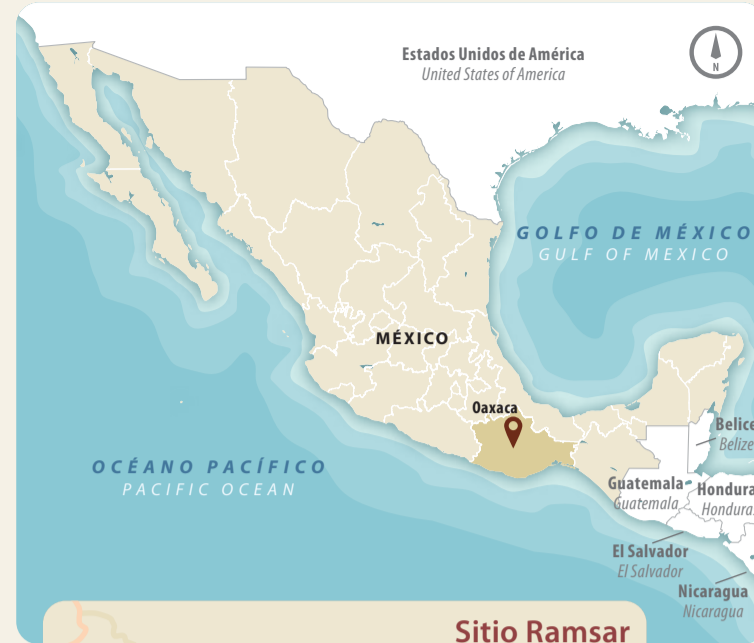 Estados Unidos de América
United States of America
N
GOLFO DE MÉXICO
GULF OF MEXICO
MÉXICO
Oaxaca
Belice
Belize
OCÉANO PACÍFICO
PACIFIC OCEAN
Guatemala
Guatemala
Hondura
Hondura
El Salvador
El Salvador
Nicaragua
Nicaragua
Sitio Ramsar